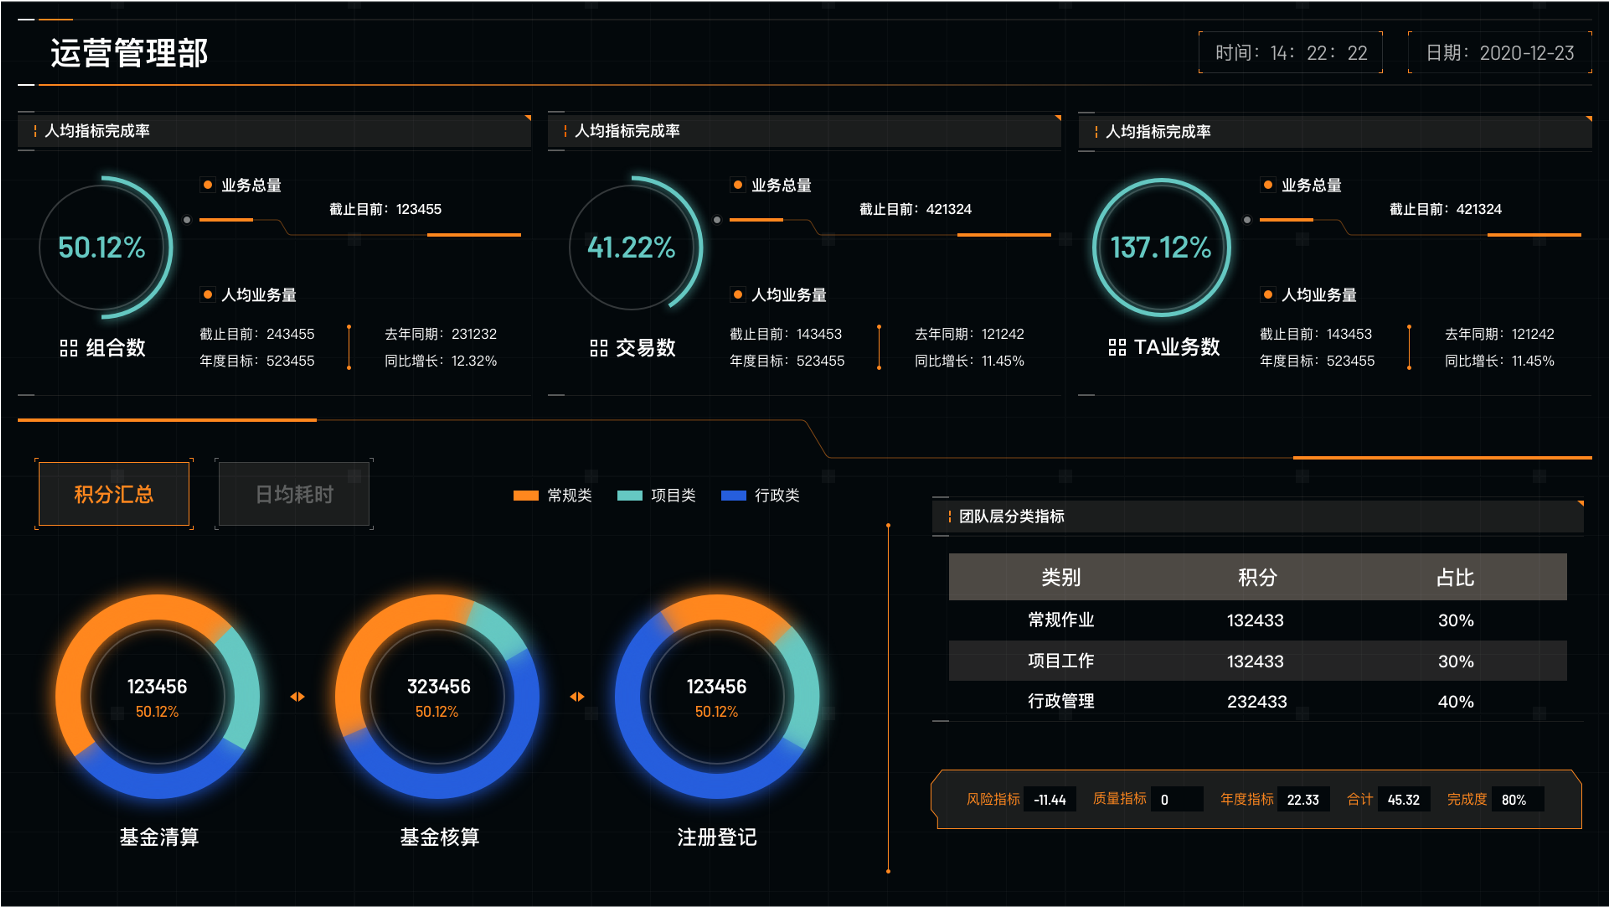 运营管理部
时间：14：22：22
日期：2020-12-23
人均指标完成率
50.12%
组合数
业务总量
截止目前：123455
人均业务量
截止目前：243455
去年同期：231232
年度目标：523455
同比增长：12.32%
人均指标完成率
41.22%
交易数
业务总量
截止目前：421324
人均业务量
截止目前：143453
去年同期：121242
年度目标：523455
同比增长：11.45%
人均指标完成率
137.12%
TA业务数
业务总量
截止目前：421324
人均业务量
截止目前：143453
去年同期：121242
年度目标：523455
同比增长：11.45%
积分汇总
日均耗时
常规类 项目类 行政类
123456
50.12%
基金清算
323456
50.12%
基金核算
123456
50.12%
注册登记
团队层分类指标
类别 积分 占比
常规作业 132433 30%
项目工作 132433 30%
行政管理 232433 40%
风险指标 -11.44 质量指标 0 年度指标 22.33 合计 45.32 完成度 80%